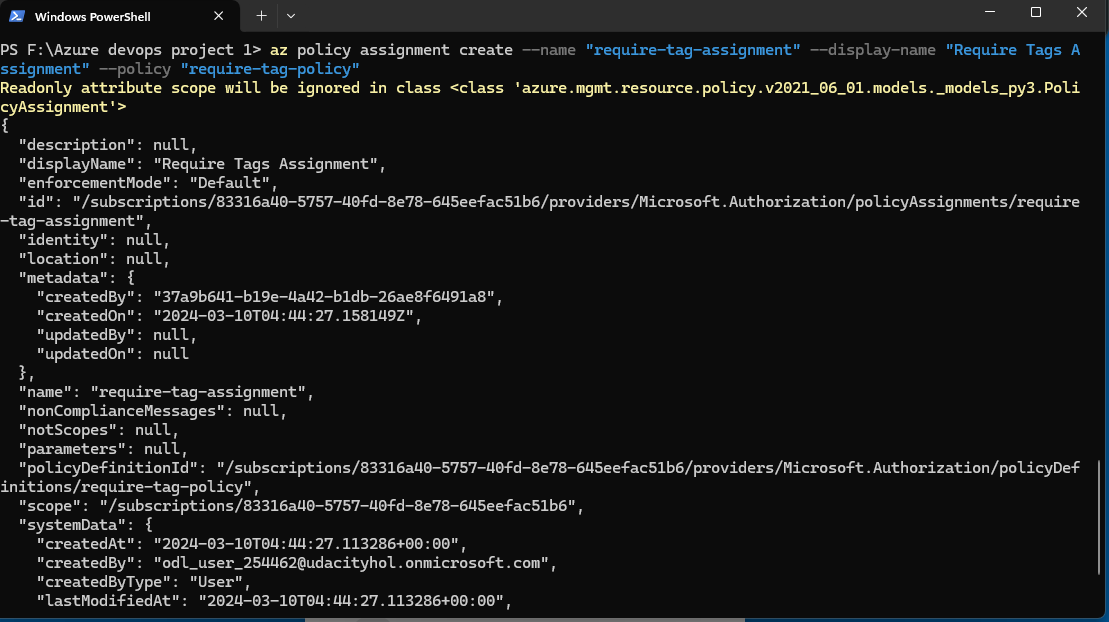 Windows PowerShell
PS F:\Azure devops project 1> az policy assignment create --name "require-tag-assignment" --display-name "Require Tags A
ssignment" --policy "require-tag-policy"
Readonly attribute scope will be ignored in class <class 'azure.mgmt.resource.policy.v2021_06_01.models._models_py3.Poli
cyAssignment'>
{
  "description": null,
  "displayName": "Require Tags Assignment",
  "enforcementMode": "Default",
  "id": "/subscriptions/83316a40-5757-40fd-8e78-645eefac51b6/providers/Microsoft.Authorization/policyAssignments/require
-tag-assignment",
  "identity": null,
  "location": null,
  "metadata": {
    "createdBy": "37a9b641-b19e-4a42-b1db-26ae8f6491a8",
    "createdOn": "2024-03-10T04:44:27.158149Z",
    "updatedBy": null,
    "updatedOn": null
  },
  "name": "require-tag-assignment",
  "nonComplianceMessages": null,
  "notScopes": null,
  "parameters": null,
  "policyDefinitionId": "/subscriptions/83316a40-5757-40fd-8e78-645eefac51b6/providers/Microsoft.Authorization/policyDef
initions/require-tag-policy",
  "scope": "/subscriptions/83316a40-5757-40fd-8e78-645eefac51b6",
  "systemData": {
    "createdAt": "2024-03-10T04:44:27.113286+00:00",
    "createdBy": "odl_user_254462@udacityhol.onmicrosoft.com",
    "createdByType": "User",
    "lastModifiedAt": "2024-03-10T04:44:27.113286+00:00",